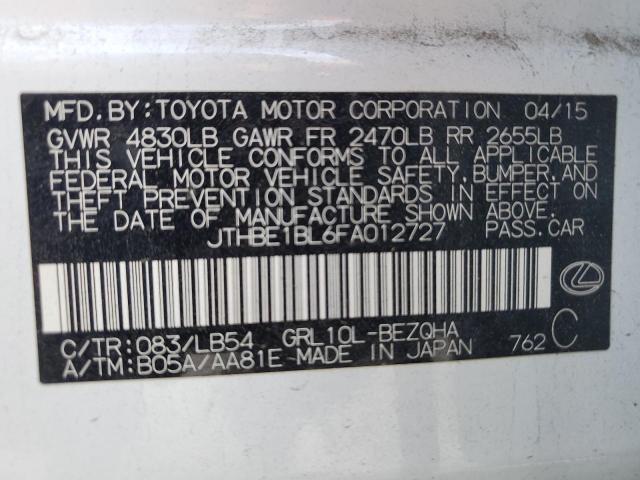 MFD.BY:TOYOTA MOTOR CORPORATION 04/15
GVWR 4830LB GAWR FR 2470LB RR 2655LB
THIS VEHICLE CONFORMS TO ALL APPLICABLE
FEDERAL MOTOR VEHICLE SAFETY,BUMPER,AND
THEFT PREVENTION STANDARDS IN EFFECT ON
THE DATE OF MANUFACTURE SHOWN ABOVE.
JTHBE1BL6FA012727 PASS.CAR
C/TR:083/LB54 GRL10L-BEZQHA
A/TM:B05A/AA81E MADE IN JAPAN 762 C